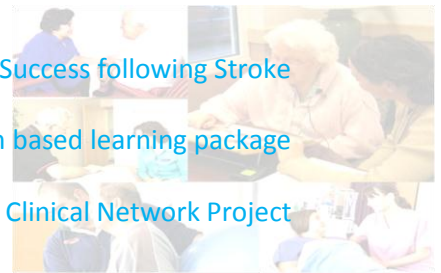 Success following Stroke
based learning package
Clinical Network Project